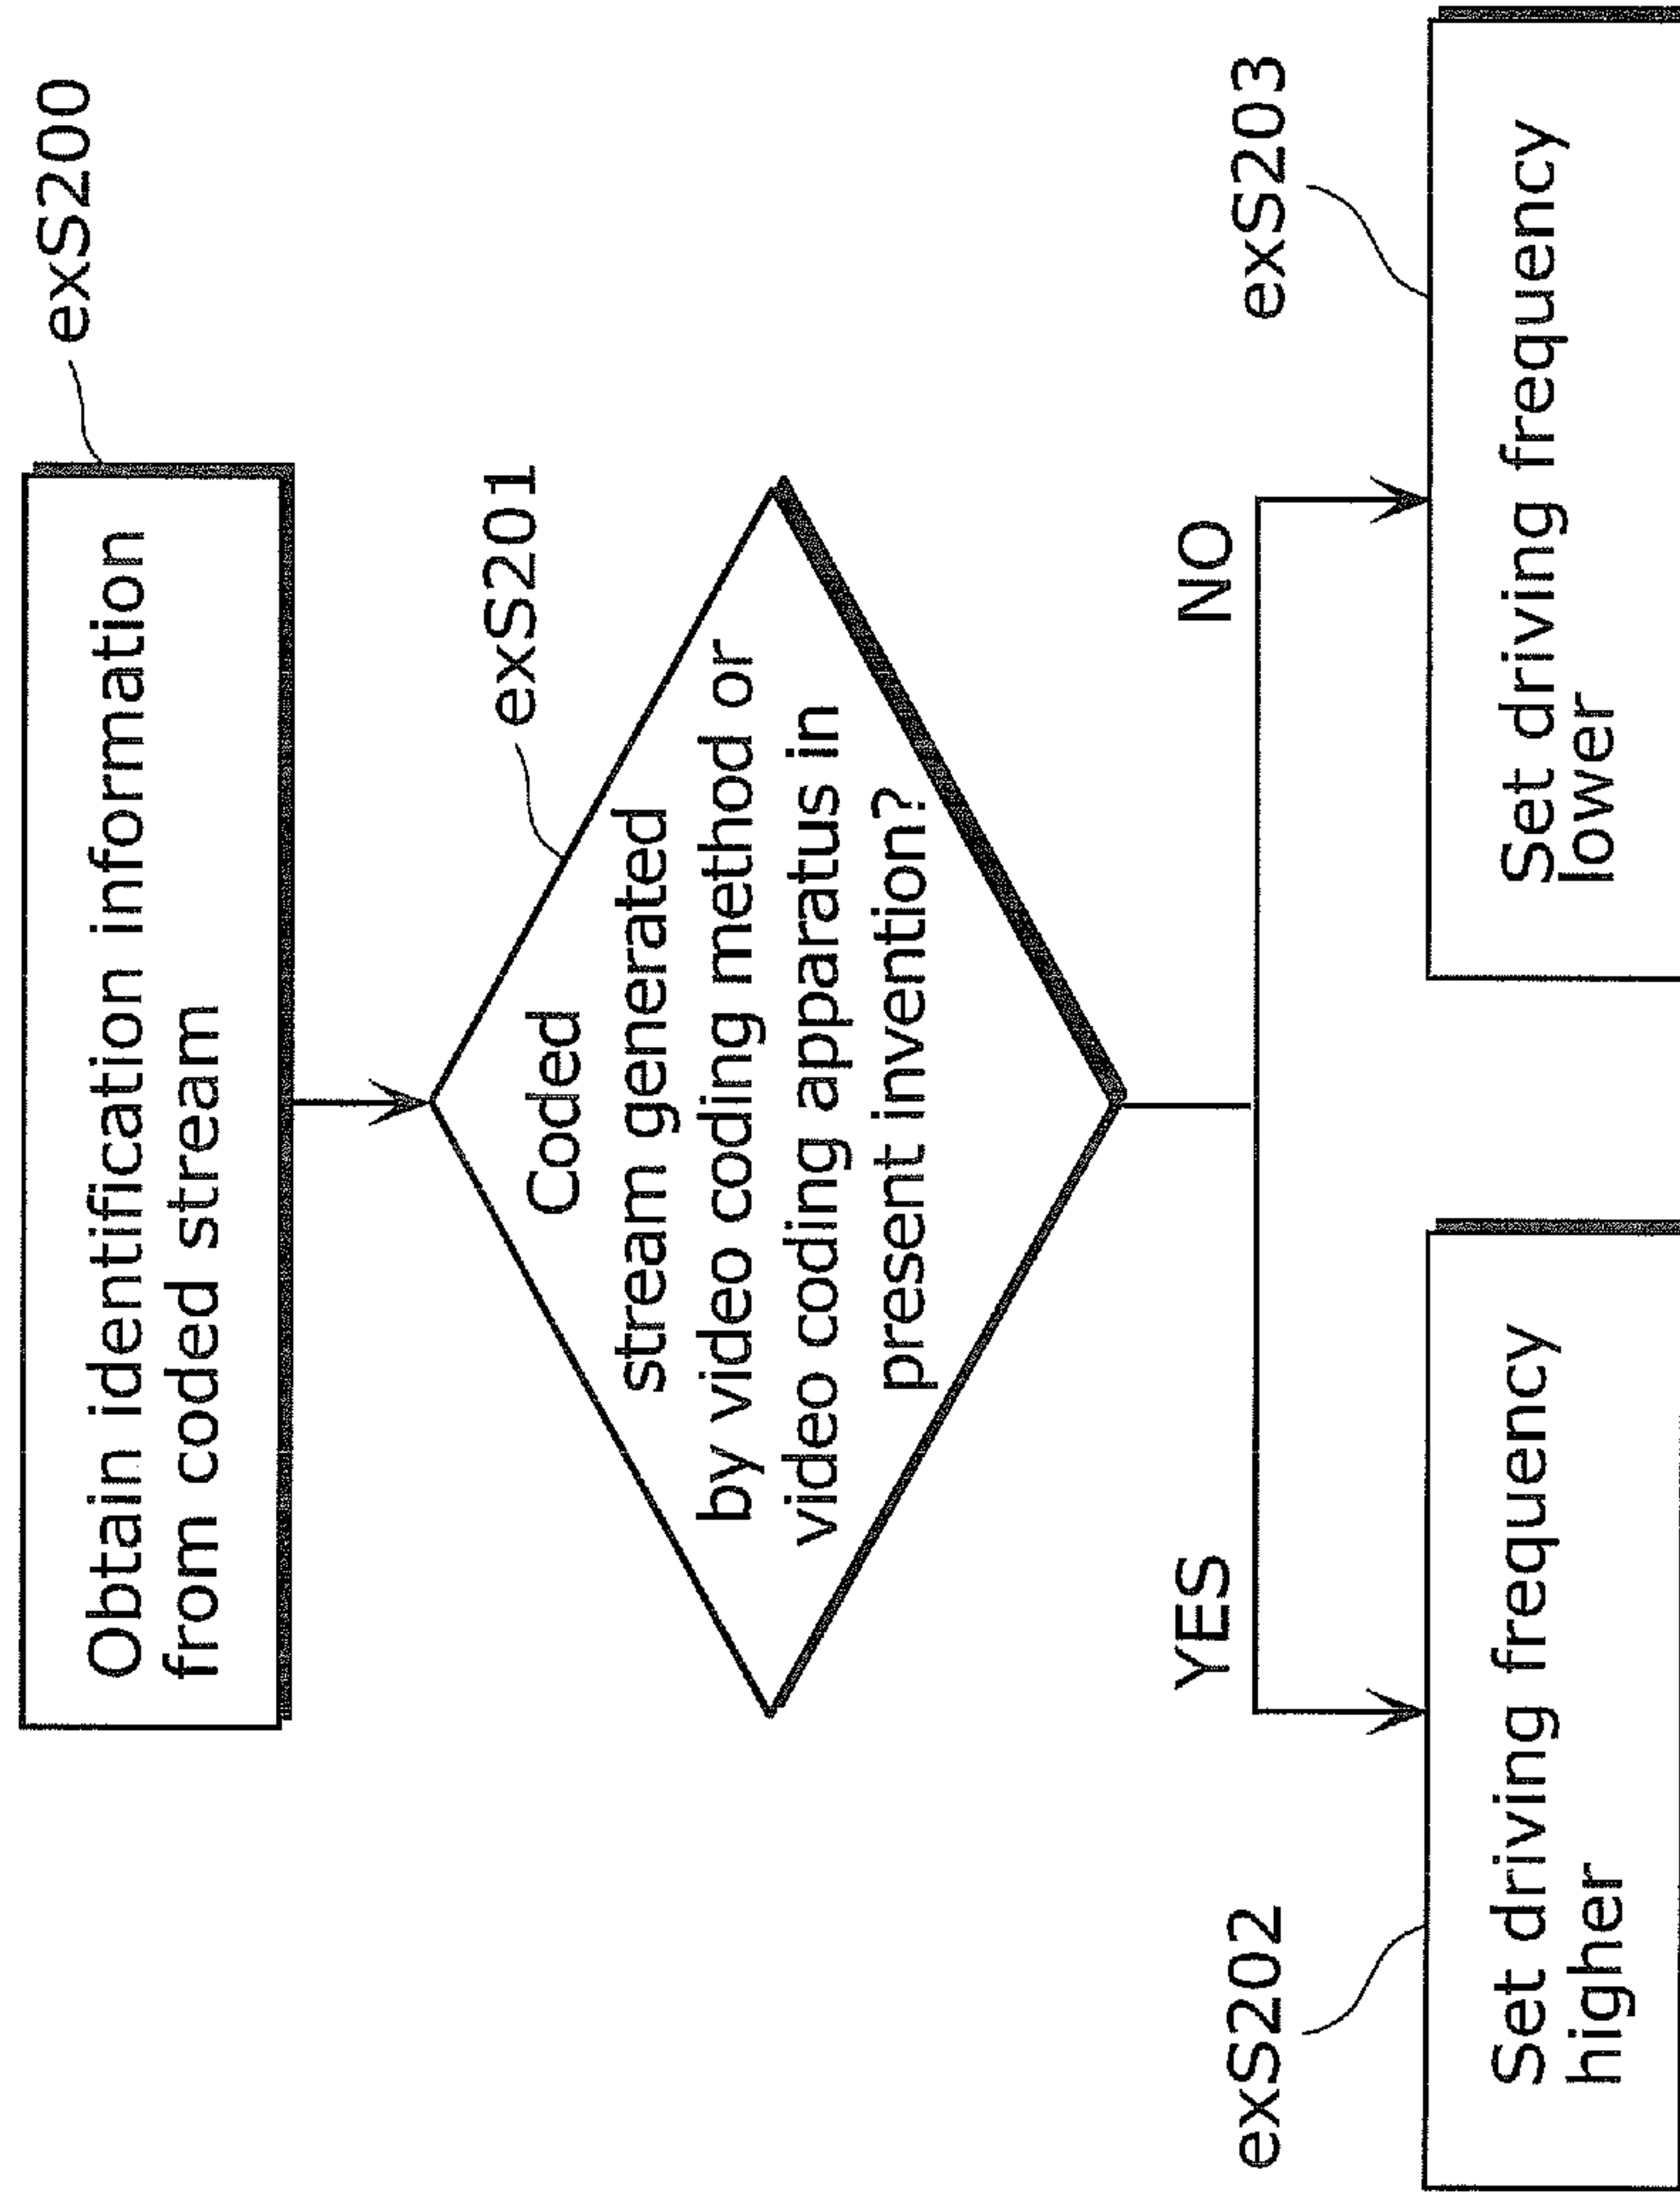 exS200
Obtain identification information
from coded stream
exS201
Coded
stream generated
by video coding method or
video coding apparatus in
present invention?
YES
NO
exS202
exS203
Set driving frequency
higher
Set driving frequency
lower